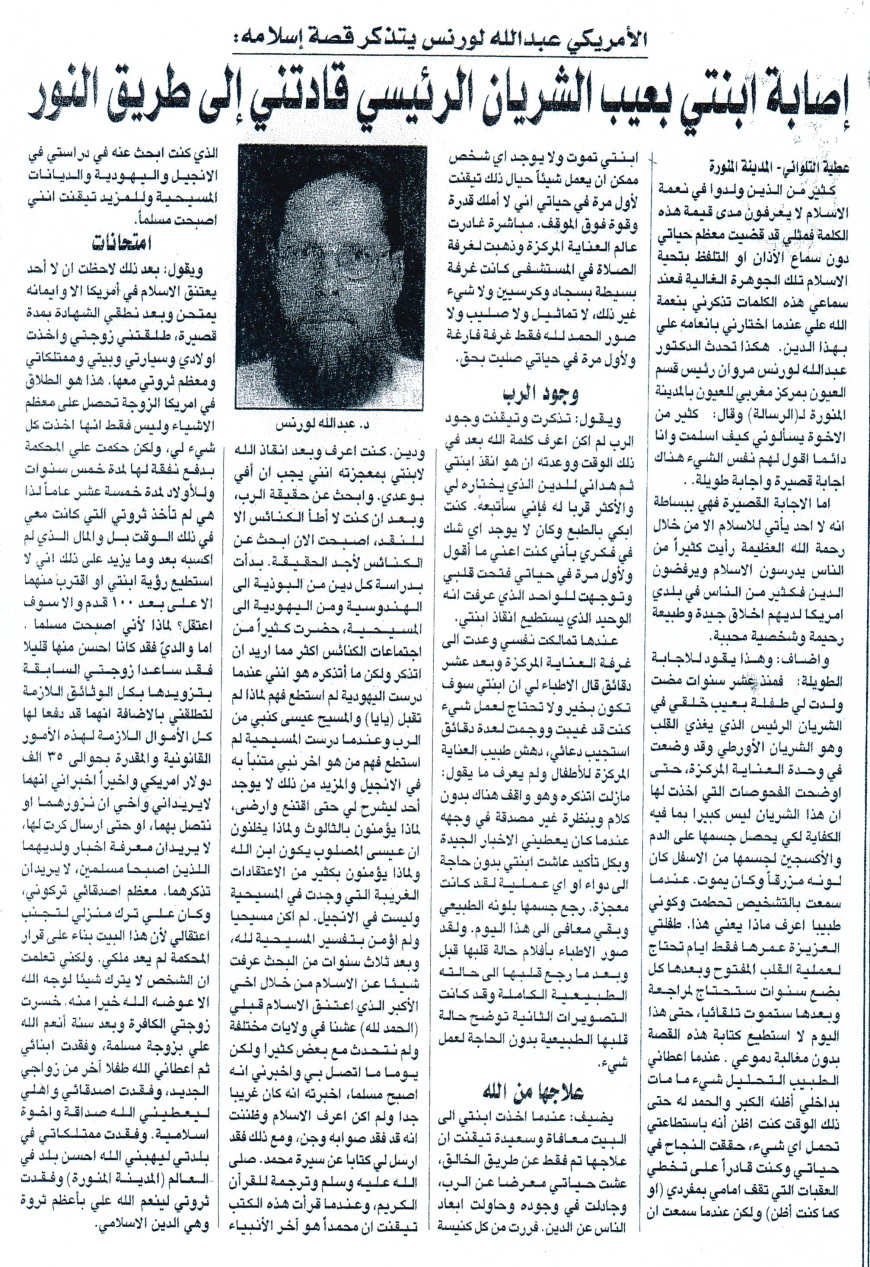 الأمريكي عبدالله لورنس يتذكر قصة إسلامه:
إصابة ابنتي بعيب الشريان الرئيسي قادتني إلى طريق النور
عطية التلواني- المدينة المنورة
كثير من الذين ولدوا في نعمة
الاسلام لا يعرفون مدى قيمة هذه
الكلمة فمثلي قد قضيت معظم حياتي
دون سماع الأذان او التلفظ بتحية
الاسلام تلك الجوهرة الغالية فعند
سماعي هذه الكلمات تذكرني بنعمة
الله علي عندما اختارني بانعامه علي
بهذا الدين. هكذا تحدث الدكتور
عبدالله لورنس مروان رئيس قسم
العيون بمركز مغربي للعيون بالمدينة
المنورة لـ(الرسالة) وقال: كثير من
الاخوة يسألوني كيف اسلمت وانا
دائما اقول لهم نفس الشيء هناك
اجابة قصيرة واجابة طويلة..
اما الاجابة القصيرة فهي ببساطة
انه لا احد يأتي للاسلام الا من خلال
رحمة الله العظيمة رأيت كثيراً من
الناس يدرسون الاسلام ويرفضون
الدين فكثير من الناس في بلدي
امريكا لديهم اخلاق جيدة وطبيعة
رحيمة وشخصية محببة.
واضاف: وهذا يقود للاجابة
الطويلة: فمنذ عشر سنوات مضت
ولدت لي طفلة بعيب خلقي في
الشريان الرئيس الذي يغذي القلب
وهو الشريان الأورطي وقد وضعت
في وحدة العناية المركزة، حتى
اوضحت الفحوصات التي اخذت لها
ان هذا الشريان ليس كبيرا بما فيه
الكفاية لكي يحصل جسمها على الدم
والأكسجين لجسمها من الاسفل كان
لونه مزرقاً وكان يموت. عندما
سمعت بالتشخيص تحطمت وكوني
طبيبا اعرف ماذا يعني هذا. طفلتي
العزيزة عمرها فقط ايام تحتاج
لعملية القلب المفتوح وبعدها كل
بضع سنوات ستحتاج لمراجعة
وبعدها ستموت تلقائيا، حتى هذا
اليوم لا استطيع كتابة هذه القصة
بدون مغالبة دموعي. عندما اعطاني
الطبيب التحليل شيء ما مات
بداخلي أظنه الكبر والحمد له حتى
ذلك الوقت كنت اظن أنه باستطاعتي
تحمل اي شيء، حققت النجاح في
حياتي وكنت قادراً على تخطي
العقبات التي تقف امامي بمفردي (او
كما كنت أظن) ولكن عندما سمعت ان
ابنتي تموت ولا يوجد اي شخص
ممكن ان يعمل شيئاً حيال ذلك تيقنت
لأول مرة في حياتي اني لا أملك قدرة
وقوة فوق الموقف. مباشرة غادرت
عالم العناية المركزة وذهبت لغرفة
الصلاة في المستشفى كانت غرفة
بسيطة بسجاد وكرسيين ولا شيء
غير ذلك، لا تماثيل ولا صليب ولا
صور الحمد لله فقط غرفة فارغة
ولأول مرة في حياتي صليت بحق.
وجود الرب
ويقول: تذكرت وتيقنت وجود
الرب لم اكن اعرف كلمة الله بعد في
ذلك الوقت ووعدته ان هو انقذ ابنتي
ثم هداني للدين الذي يختاره لي
والأكثر قربا له فإني سأتبعه. كنت
ابكي بالطبع وكان لا يوجد اي شك
في فكري بأني كنت اعني ما أقول
ولأول مرة في حياتي فتحت قلبي
وتوجهت للواحد الذي عرفت انه
الوحيد الذي يستطيع انقاذ ابنتي.
عندها تمالكت نفسي وعدت الى
غرفة العناية المركزة وبعد عشر
دقائق قال الاطباء لي ان ابنتي سوف
تكون بخير ولا تحتاج لعمل شيء
كنت قد غبت ووجمت لعدة دقائق
استجيب دعائي، دهش طبيب العناية
المركزة للأطفال ولم يعرف ما يقول:
مازلت اتذكره وهو واقف هناك بدون
كلام وبنظرة غير مصدقة في وجهه
عندما كان يعطيني الاخبار الجيدة
وبكل تأكيد عاشت ابنتي بدون حاجة
الى دواء او اي عملية لقد كانت
معجزة. رجع جسمها بلونه الطبيعي
وبقي معافى الى هذا اليوم. ولقد
صور الاطباء بأفلام حالة قلبها قبل
وبعد ما رجع قلبها الى حالته
الطبيعية الكاملة وقد كانت
التصويرات الثانية توضح حالة
قلبها الطبيعية بدون الحاجة لعمل
شيء.
علاجها من الله
يضيف: عندما اخذت ابنتي الى
البيت معافاة وسعيدة تيقنت ان
علاجها تم فقط عن طريق الخالق،
عشت حياتي معرضا عن الرب،
وجادلت في وجوده وحاولت ابعاد
الناس عن الدين. فررت من كل كنيسة
د. عبدالله لورنس
ودين. كنت اعرف وبعد انقاذ الله
لابنتي بمعجزته انني يجب ان أفي
بوعدي. وابحث عن حقيقة الرب،
وبعد ان كنت لا أطأ الكنائس الا
للنقد، اصبحت الان ابحث عن
الكنائس لأجد الحقيقة. بدأت
بدراسة كل دين من البوذية الى
الهندوسية ومن اليهودية الى
المسيحية، حضرت كثيراً من
اجتماعات الكنائس اكثر مما اريد ان
اتذكر ولكن ما أتذكره هو انني عندما
درست اليهودية لم استطع فهم لماذا لم
تقبل (يايا) والمسيح عيسى كنبي من
الرب وعندما درست المسيحية لم
استطع فهم من هو اخر نبي متنبأ به
في الانجيل والمزيد من ذلك لا يوجد
أحد ليشرح لي حتى اقتنع وارضى،
لماذا يؤمنون بالثالوث ولماذا يظنون
ان عيسى المصلوب يكون ابن الله
ولماذا يؤمنون بكثير من الاعتقادات
الغريبة التي وجدت في المسيحية
وليست في الانجيل. لم اكن مسيحيا
ولم اؤمن بتفسير المسيحية لله،
وبعد ثلاث سنوات من البحث عرفت
شيئا عن الاسلام من خلال اخي
الأكبر الذي اعتنق الاسلام قبلي
(الحمد لله) عشنا في ولايات مختلفة
ولم نتحدث مع بعض كثيرا ولكن
يوما ما اتصل بي واخبرني انه
اصبح مسلما، اخبرته انه كان غريبا
جدا ولم اكن اعرف الاسلام وظننت
انه قد فقد صوابه وجن، ومع ذلك فقد
ارسل لي كتابا عن سيرة محمد. صلى
الله عليه وسلم وترجمة للقرآن
الكريم، وعندما قرأت هذه الكتب
تيقنت ان محمداً هو آخر الأنبياء
الذي كنت ابحث عنه في دراستي في
الانجيل واليهودية والديانات
المسيحية وللمزيد تيقنت انني
اصبحت مسلماً.
امتحانات
ويقول: بعد ذلك لاحظت ان لا أحد
يعتنق الاسلام في أمريكا الا وايمانه
يمتحن وبعد نطقي الشهادة بمدة
قصيرة، طلقتني زوجتي واخذت
اولادي وسيارتي وبيتي وممتلكاتي
ومعظم ثروتي معها. هذا هو الطلاق
في امريكا الزوجة تحصل على معظم
الاشياء وليس فقط انها اخذت كل
شيء لي، ولكن حكمت علي المحكمة
بدفع نفقة لها لمدة خمس سنوات
وللأولاد لمدة خمسة عشر عاماً لذا
هي لم تأخذ ثروتي التي كانت معي
في ذلك الوقت بل والمال الذي لم
اكسبه بعد وما يزيد على ذلك اني لا
استطيع رؤية ابنتي او اقترب منهما
الا على بعد ١٠٠ قدم والا سوف
اعتقل؟ لماذا لأني اصبحت مسلما.
اما والديّ فقد كانا احسن منها قليلا
فقد ساعدا زوجتي السابقة
بتزويدها بكل الوثائق اللازمة
لتطلقني بالاضافة انهما قد دفعا لها
كل الأموال اللازمة لهذه الأمور
القانونية والمقدرة بحوالى ٣٥ الف
دولار امريكي واخيراً اخبراني انهما
لايريداني وأخي ان نزورهما او
نتصل بهما، او حتى ارسال كرت لها،
لا يريدان معرفة اخبار ولديهما
اللذين اصبحا مسلمين، لا يريدان
تذكرهما. معظم اصدقائي تركوني،
وكان علي ترك منزلي لتجنب
اعتقالي لأن هذا البيت بناء على قرار
المحكمة لم يعد ملكي. ولكني تعلمت
ان الشخص لا يترك شيئا لوجه الله
الا عوضه الله خيرا منه. خسرت
زوجتي الكافرة وبعد سنة أنعم الله
علي بزوجة مسلمة، وفقدت ابنائي
ثم اعطاني الله طفلا آخر من زواجي
الجديد، وفقدت اصدقائي واهلي
ليعطيني الله صداقة واخوة
اسلامية. وفقدت ممتلكاتي في
بلدتي ليهبني الله احسن بلد في
العالم (المدينة المنورة) وفقدت
ثروتي لينعم الله علي بأعظم ثروة
وهي الدين الاسلامي.